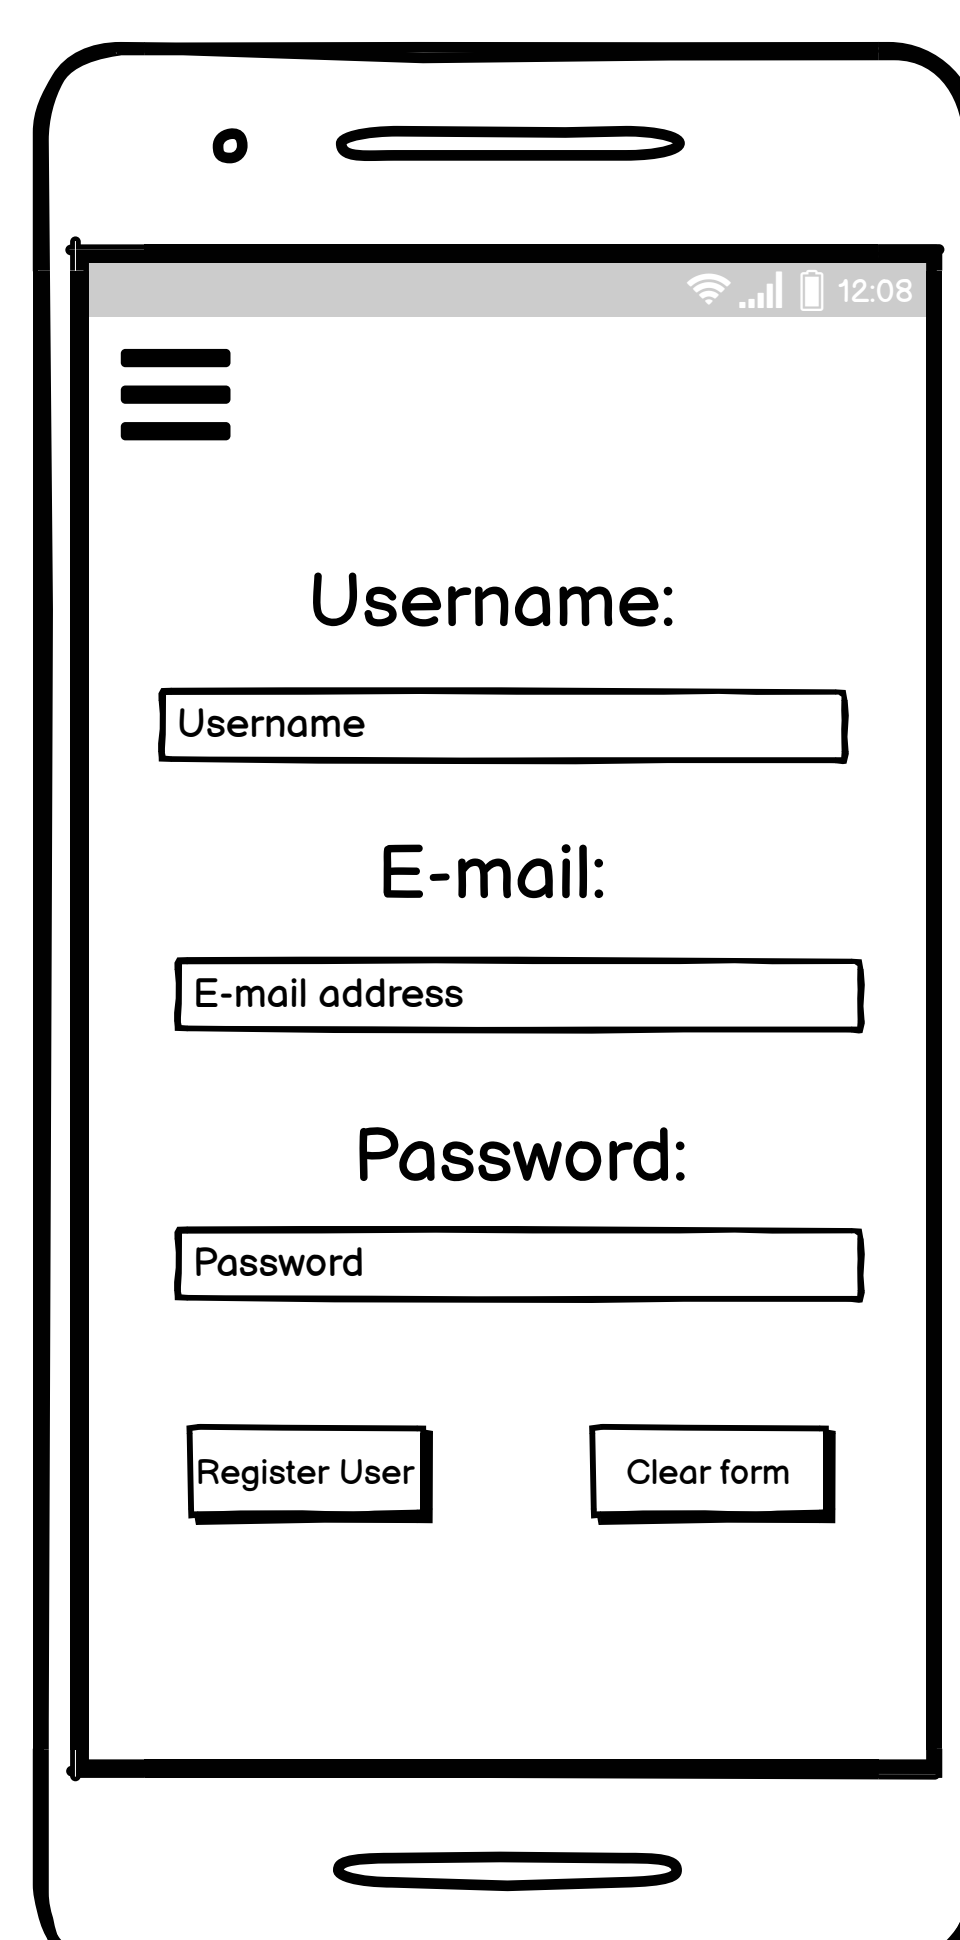 12:08
Username:
Username
E-mail:
E-mail address
Password:
Password
Register User Clear form